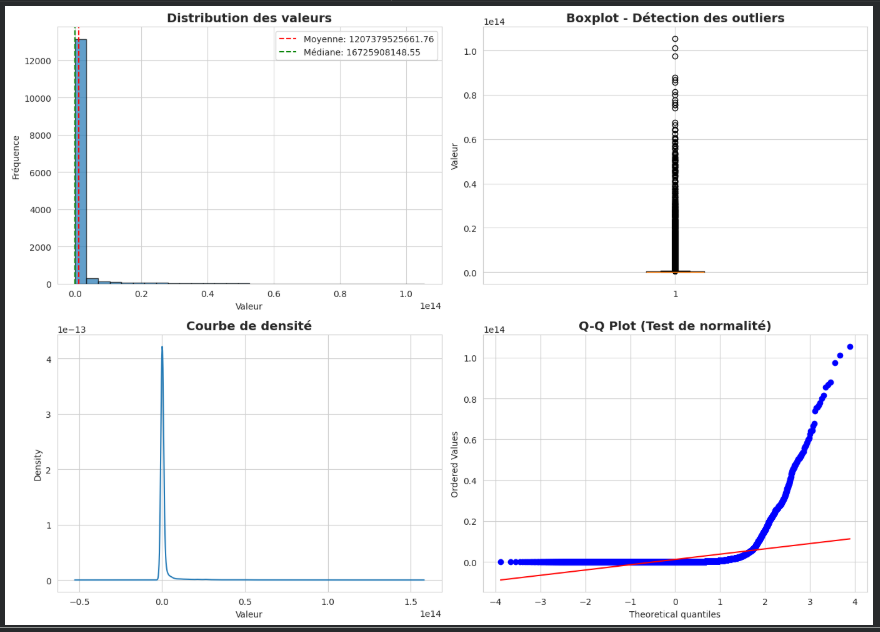 Distribution des valeurs
Moyenne: 1207379525661.76
Médiane: 16725908148.55
12000
10000
8000
6000
4000
2000
0
Fréquence
0.0 0.2 0.4 0.6 0.8 1.0
1e14
Valeur
Boxplot - Détection des outliers
1e14
1.0
0.8
0.6
0.4
0.2
0.0
Valeur
1
Courbe de densité
1e−13
4
3
2
1
0
Density
−0.5 0.0 0.5 1.0 1.5
1e14
Valeur
Q-Q Plot (Test de normalité)
1e14
1.0
0.8
0.6
0.4
0.2
0.0
Ordered Values
−4 −3 −2 −1 0 1 2 3 4
Theoretical quantiles